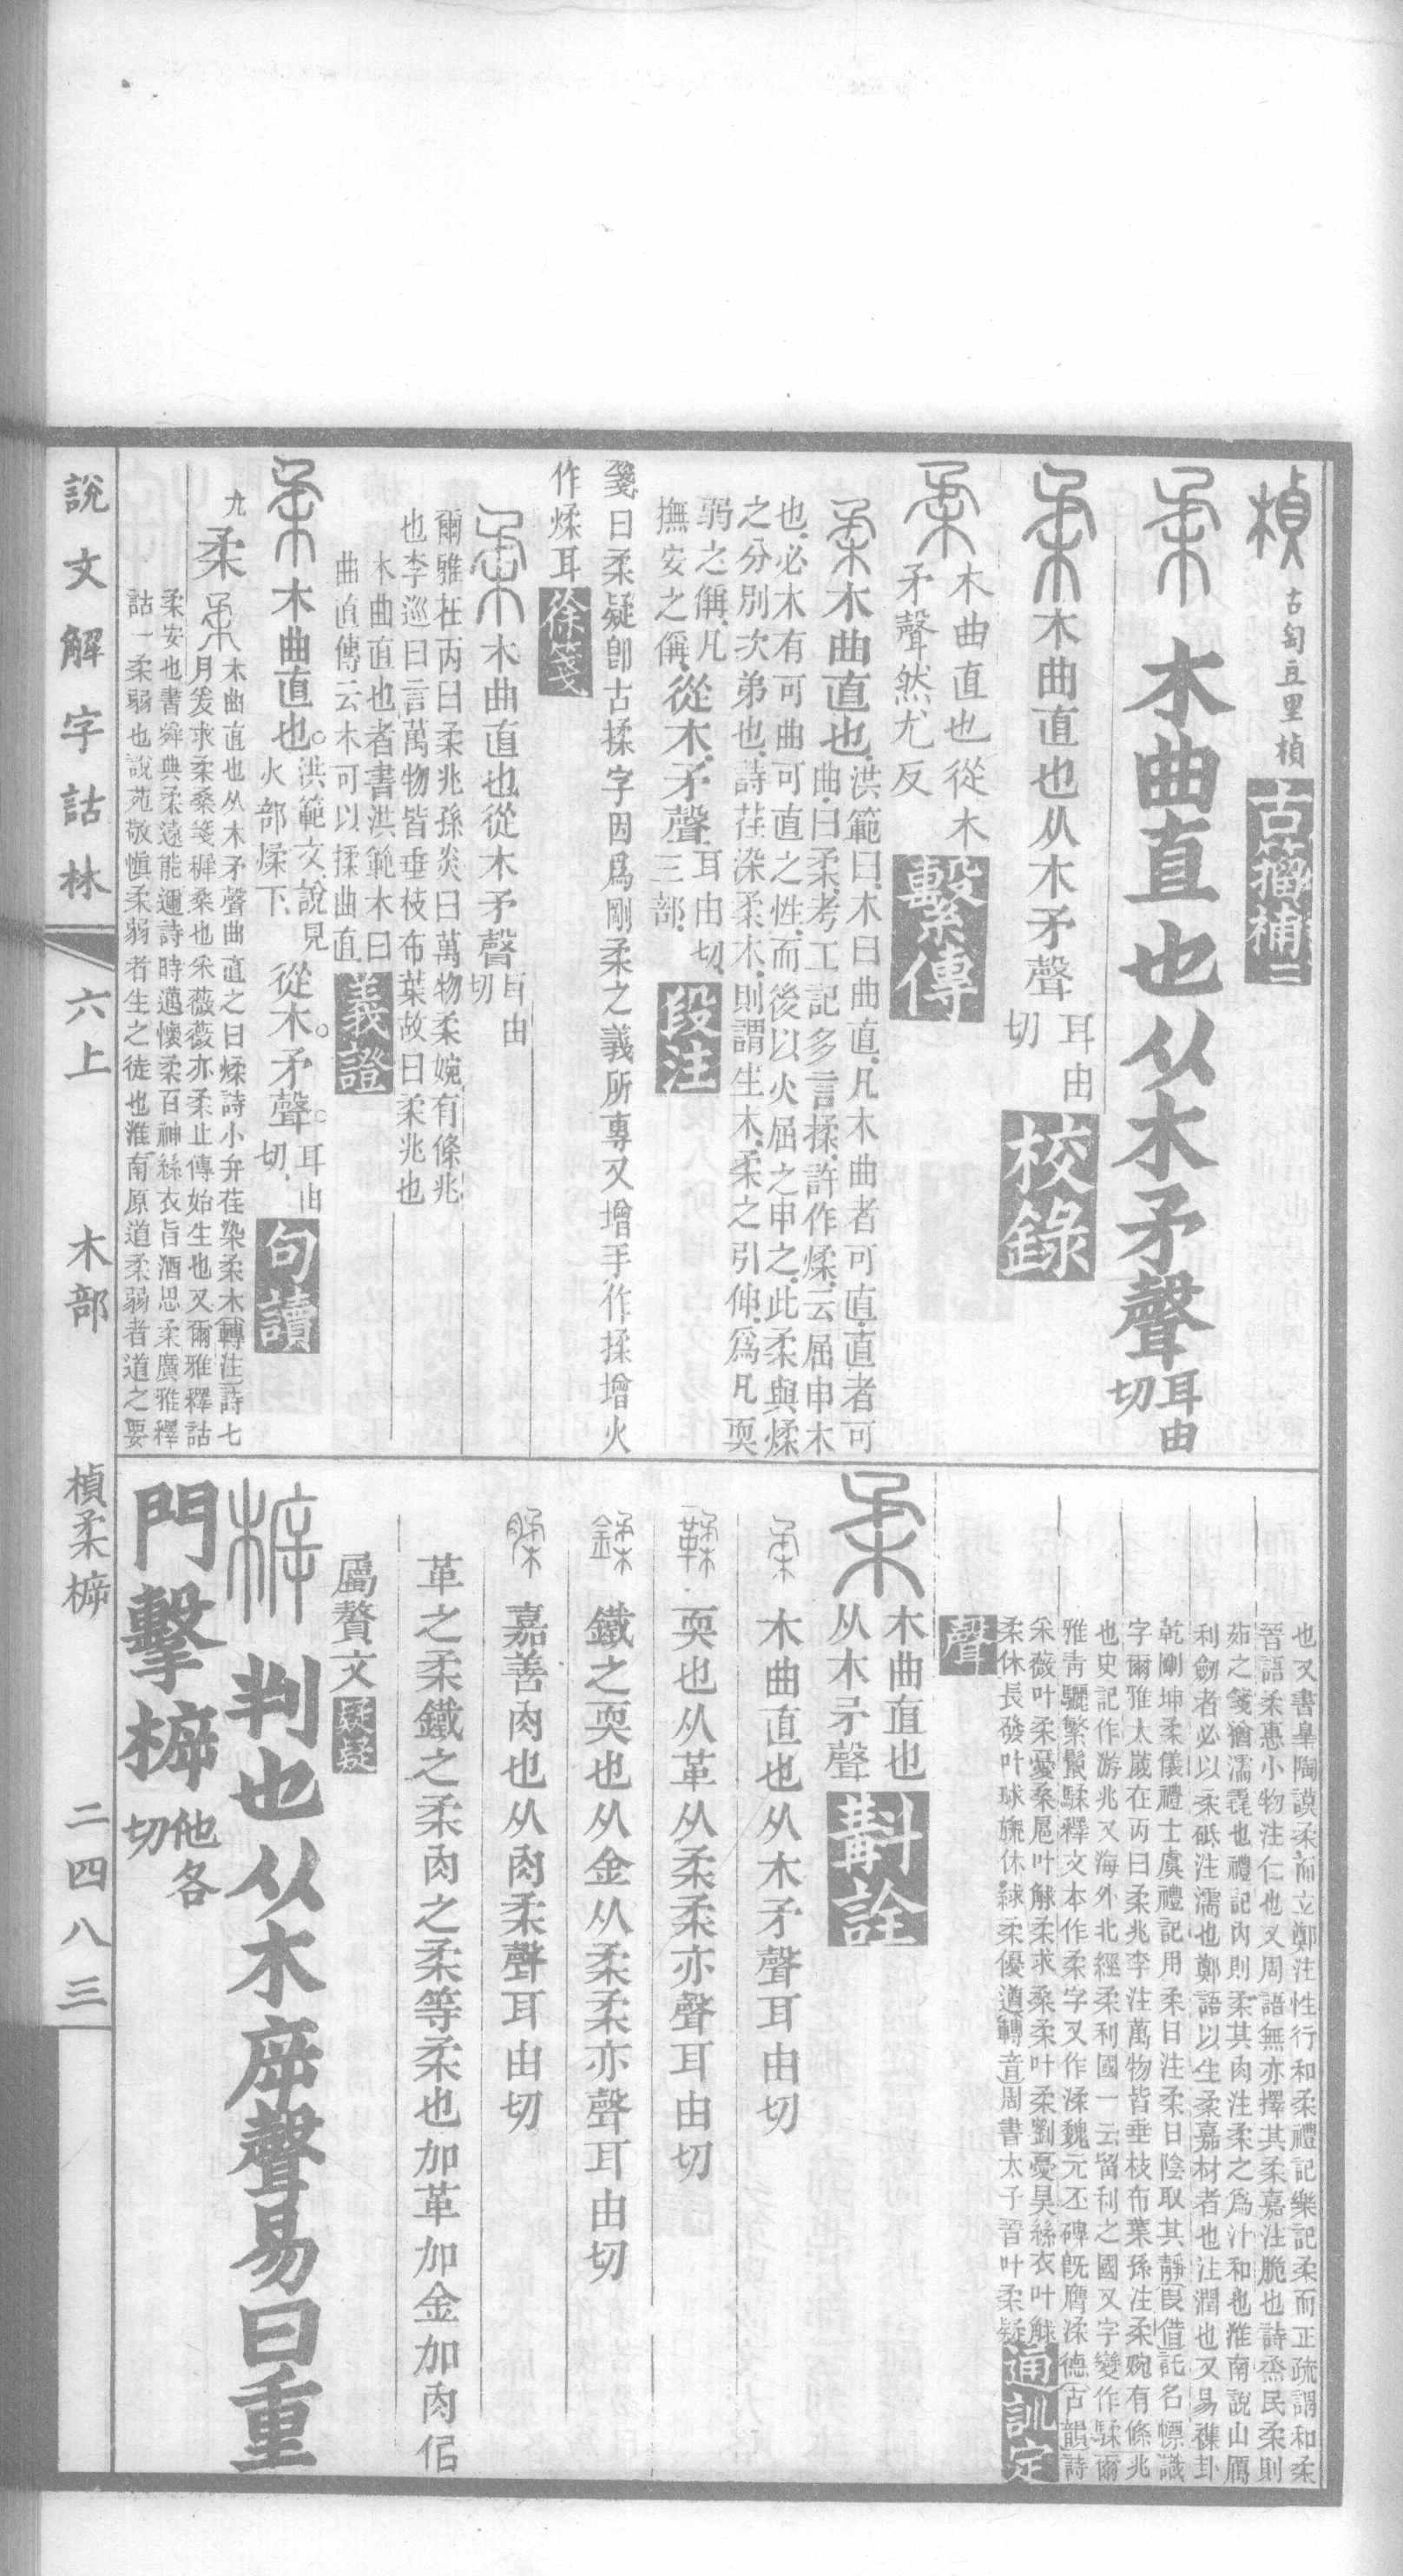 楨
古匋豆里楨
古籀補二
柔
木曲直也从木矛聲
耳由
切
柔
木曲直也从木矛聲
耳由
切
校錄
柔
木曲直也從木
矛聲然尤反
繫傳
柔
木曲直也
洪範曰木曰曲直凡木曲者可直直者可
曲曰柔考工記多言揉許作煣云屈申木
也必木有可曲可直之性而後以火屈之申之此柔與煣
之分別次弟也詩荏染柔木則謂生木柔之引伸爲凡耎
弱之偁凡
撫安之偁
從木矛聲
耳由切
三部
段注
箋曰柔疑卽古揉字因爲剛柔之義所專又增手作揉增火
作煣耳
徐箋
柔
木曲直也從木矛聲
耳由
切
爾雅在丙曰柔兆孫炎曰萬物柔婉有條兆
也李巡曰言萬物皆垂枝布葉故曰柔兆也
木曲直也者書洪範木曰
曲直傳云木可以揉曲直
義證
柔
木曲直也
洪範文說見
火部煣下
從木矛聲
耳由
切
句讀
九
柔
柔
木曲直也从木矛聲曲直之曰煣詩小弁荏染柔木轉注詩七
月爰求柔桑箋穉桑也采薇薇亦柔止傳始生也又爾雅釋詁
柔安也書舜典柔遠能邇詩時邁懷柔百神絲衣旨酒思柔廣雅釋
詁一柔弱也說苑敬愼柔弱者生之徒也淮南原道柔弱者道之要
也又書皋陶謨柔而立鄭注性行和柔禮記樂記柔而正疏謂和柔
晉語柔惠小物注仁也又周語無亦擇其柔嘉注脆也詩烝民柔則
茹之箋猶濡毳也禮記內則柔其肉注柔之爲汁和也淮南說山厲
利劒者必以柔砥注濡也鄭語以生柔嘉材者也注潤也又易襍卦
乾剛坤柔儀禮士虞禮記用柔日注柔日陰取其靜叚借託名幖識
字爾雅太歲在丙曰柔兆李注萬物皆垂枝布葉孫注柔婉有條兆
也史記作游兆又海外北經柔利國一云留利之國又字變作騥爾
雅靑驪繁鬣騥釋文本作柔字又作渘魏元丕碑旣膺渘德古韻詩
采薇叶柔憂桑扈叶觩柔求桑柔叶柔劉憂旻絲衣叶觩
柔休長發叶球旒休絿柔優遒轉音周書太子晉叶柔疑
通訓定
聲
柔
木曲直也
从木矛聲
斠詮
柔
木曲直也从木矛聲耳由切
鞣
耎也从革从柔柔亦聲耳由切
鍒
鐵之耎也从金从柔柔亦聲耳由切
腬
嘉善肉也从肉柔聲耳由切
革之柔鐵之柔肉之柔等柔也加革加金加肉俉
屬贅文
疑疑
㯐
判也从木㡿聲易曰重
門擊㯐
他各
切
說文解字詁林
六上
木部
楨柔㯐
二四八三